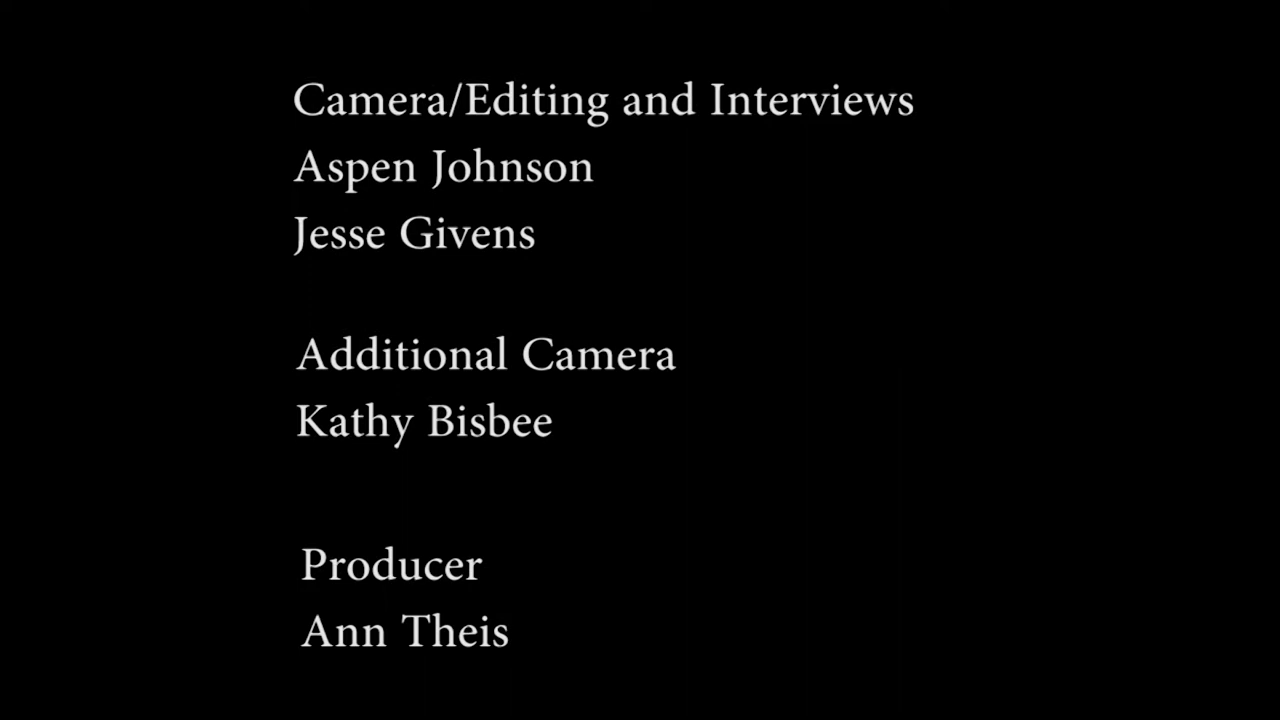 Camera/Editing and Interviews
Aspen Johnson
Jesse Givens
Additional Camera
Kathy Bisbee
Producer
Ann Theis